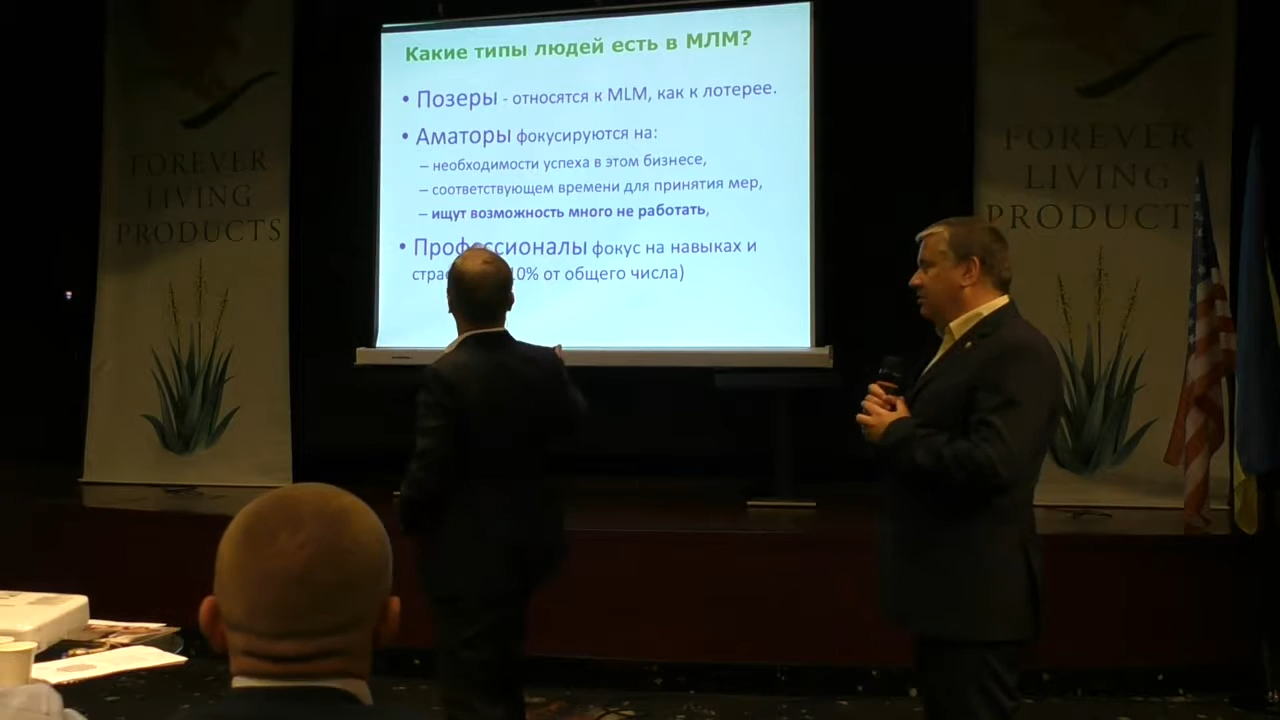 Какие типы людей есть в МЛМ?
• Позеры - относятся к MLM, как к лотерее.
• Аматоры фокусируются на:
– необходимости успеха в этом бизнесе,
– соответствующем времени для принятия мер,
– ищут возможность много не работать,
• Профессионалы фокус на навыках и
10% от общего числа)
FOREVER
LIVING
PRODUCTS
FOREVER
LIVING
PRODUCT